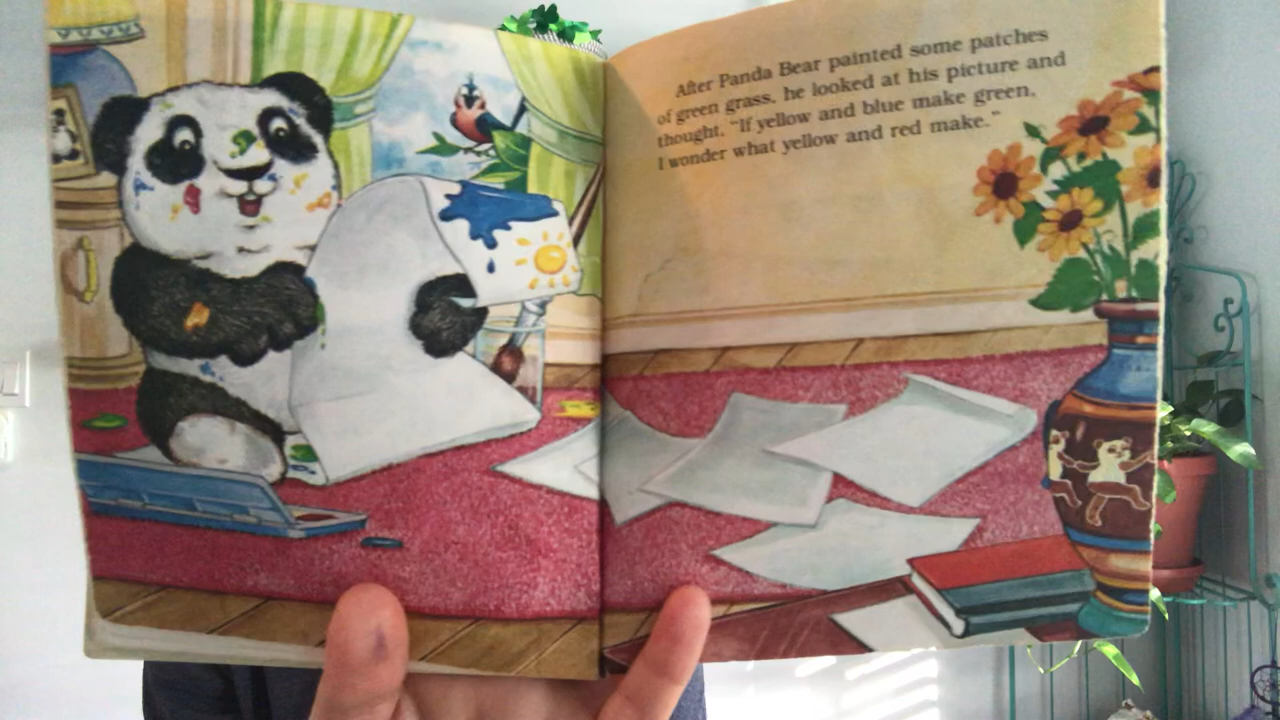 After Panda Bear painted some patches
of green grass, he looked at his picture and
thought, "If yellow and blue make green,
I wonder what yellow and red make."